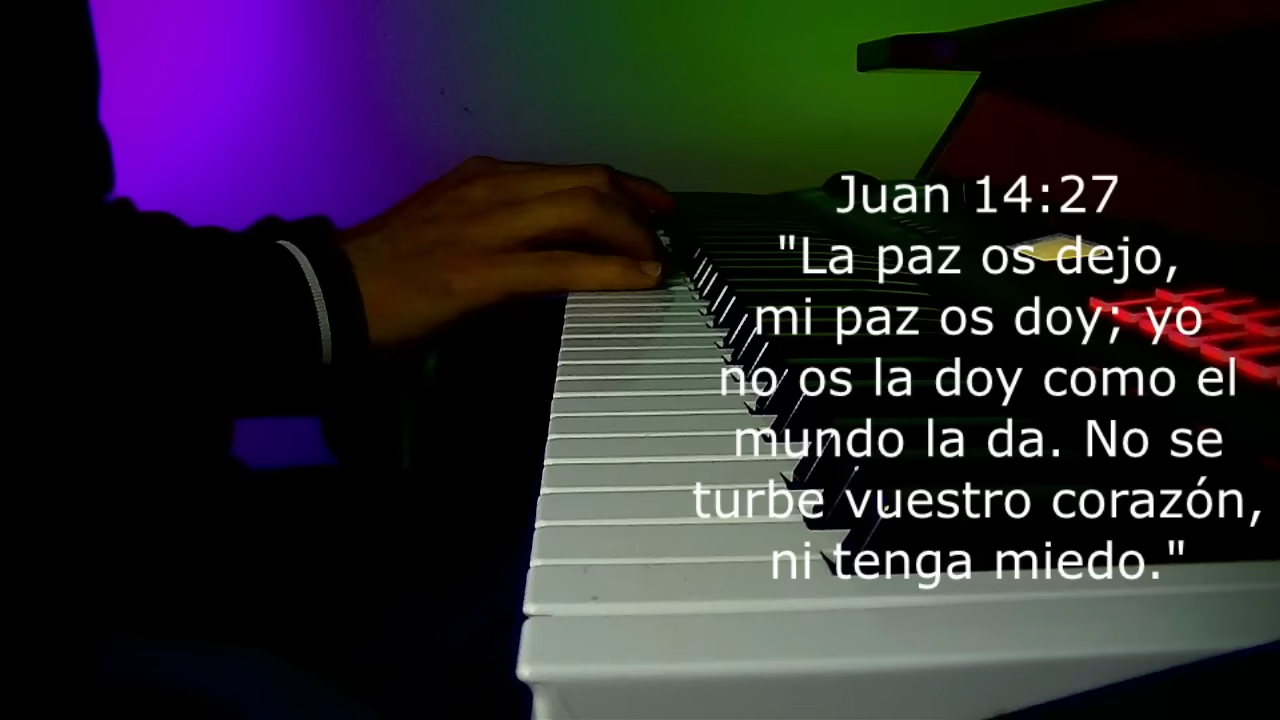 Juan 14:27
"La paz os dejo,
mi paz os doy; yo
no os la doy como el
mundo la da. No se
turbe vuestro corazón,
ni tenga miedo."